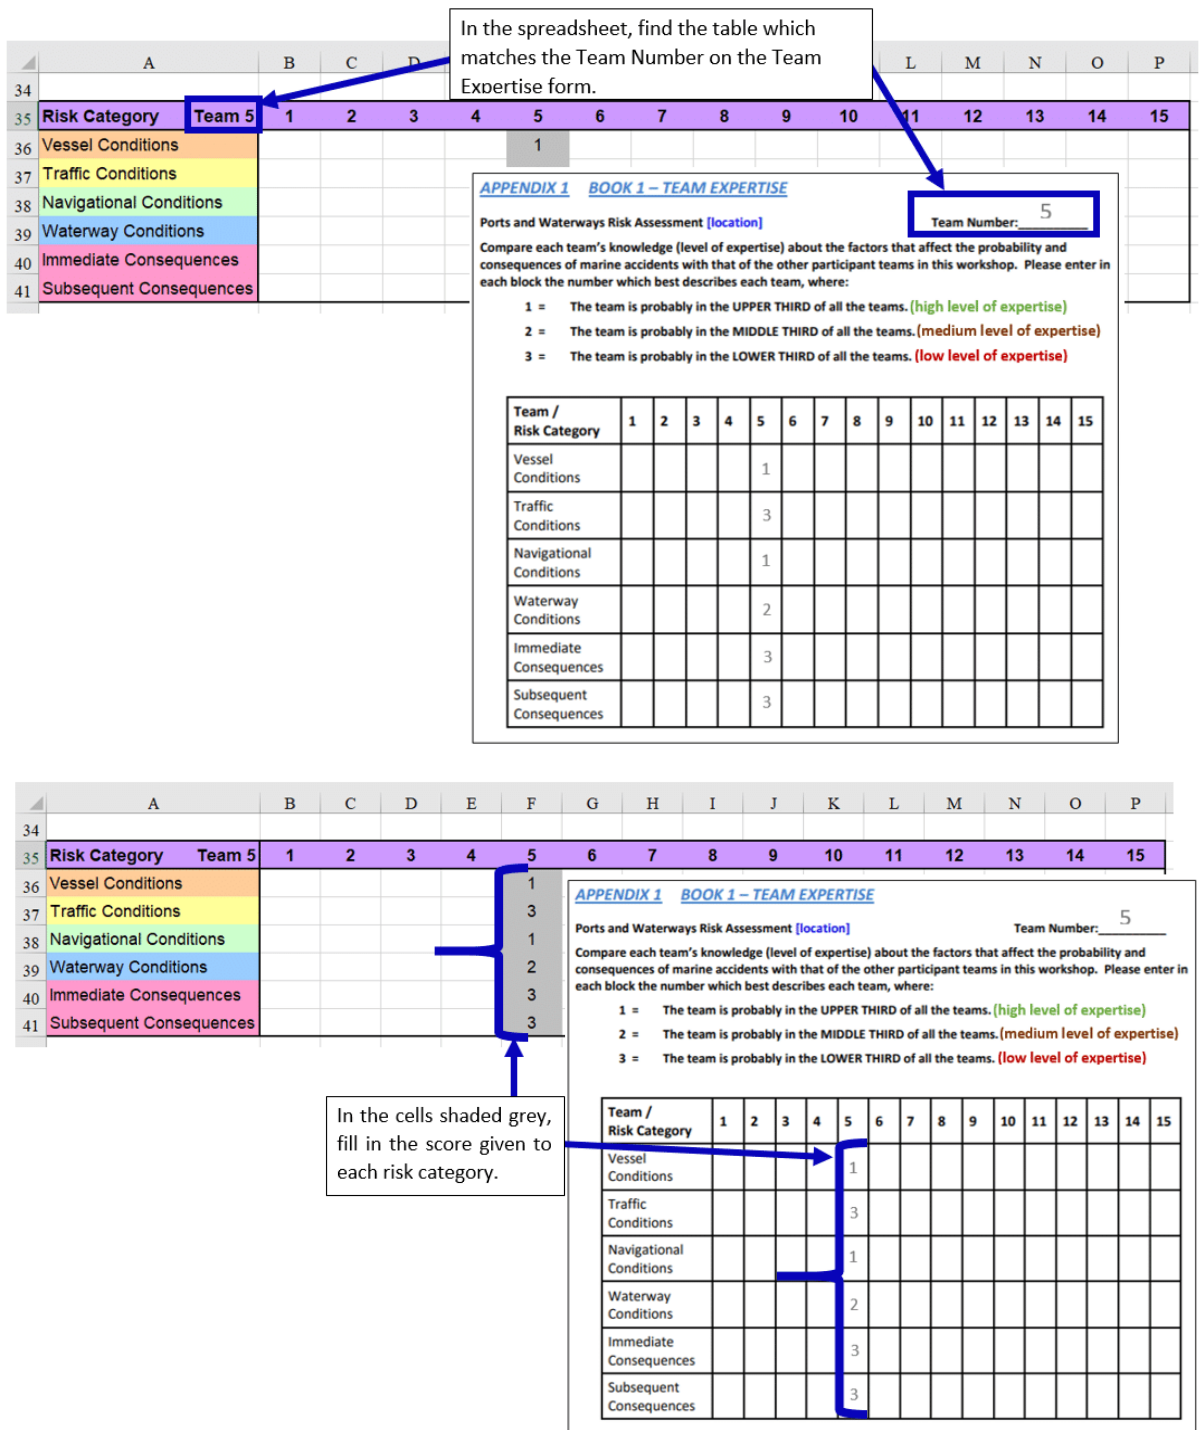 In the spreadsheet, find the table which
matches the Team Number on the Team
Expertise form.
A B C D L M N O P
34
35 Risk Category Team 5 1 2 3 4 5 6 7 8 9 10 11 12 13 14 15
36 Vessel Conditions 1
37 Traffic Conditions
38 Navigational Conditions
39 Waterway Conditions
40 Immediate Consequences
41 Subsequent Consequences
APPENDIX 1 BOOK 1 – TEAM EXPERTISE
Ports and Waterways Risk Assessment [location] Team Number:__________ 5
Compare each team's knowledge (level of expertise) about the factors that affect the probability and
consequences of marine accidents with that of the other participant teams in this workshop. Please enter in
each block the number which best describes each team, where:
1 = The team is probably in the UPPER THIRD of all the teams. (high level of expertise)
2 = The team is probably in the MIDDLE THIRD of all the teams. (medium level of expertise)
3 = The team is probably in the LOWER THIRD of all the teams. (low level of expertise)
Team /
Risk Category 1 2 3 4 5 6 7 8 9 10 11 12 13 14 15
Vessel
Conditions 1
Traffic
Conditions 3
Navigational
Conditions 1
Waterway
Conditions 2
Immediate
Consequences 3
Subsequent
Consequences 3
A B C D E F G H I J K L M N O P
34
35 Risk Category Team 5 1 2 3 4 5 6 7 8 9 10 11 12 13 14 15
36 Vessel Conditions 1
37 Traffic Conditions 3
38 Navigational Conditions 1
39 Waterway Conditions 2
40 Immediate Consequences 3
41 Subsequent Consequences 3
In the cells shaded grey,
fill in the score given to
each risk category.
APPENDIX 1 BOOK 1 – TEAM EXPERTISE
Ports and Waterways Risk Assessment [location] Team Number:__________ 5
Compare each team's knowledge (level of expertise) about the factors that affect the probability and
consequences of marine accidents with that of the other participant teams in this workshop. Please enter in
each block the number which best describes each team, where:
1 = The team is probably in the UPPER THIRD of all the teams. (high level of expertise)
2 = The team is probably in the MIDDLE THIRD of all the teams. (medium level of expertise)
3 = The team is probably in the LOWER THIRD of all the teams. (low level of expertise)
Team /
Risk Category 1 2 3 4 5 6 7 8 9 10 11 12 13 14 15
Vessel
Conditions 1
Traffic
Conditions 3
Navigational
Conditions 1
Waterway
Conditions 2
Immediate
Consequences 3
Subsequent
Consequences 3